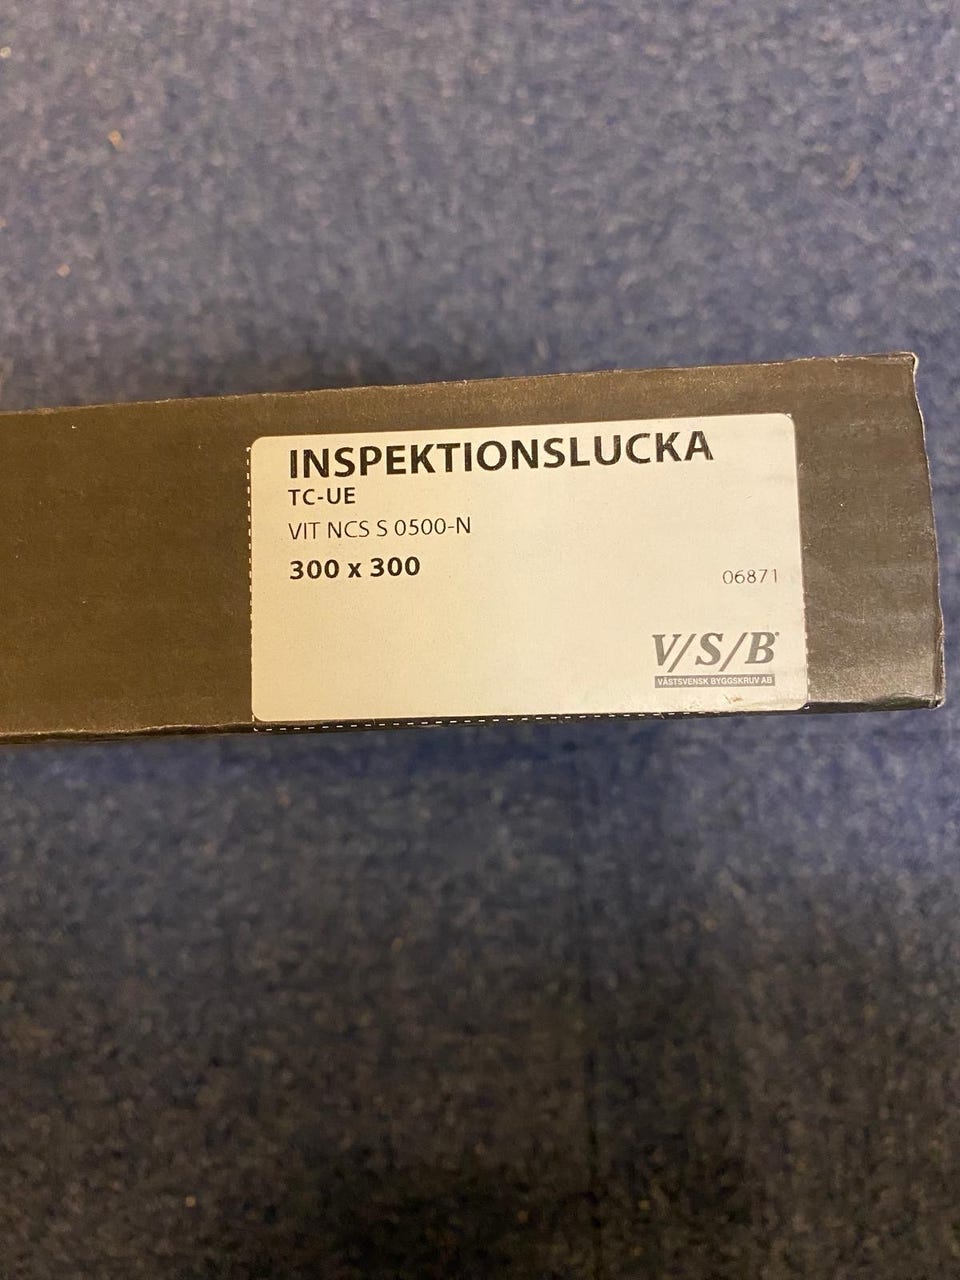 INSPEKTIONSLUCKA
TC-UE
VIT NCS S 0500-N
300 x 300
06871
V/S/B®
VÄSTSVENSK BYGGSKRUV AB